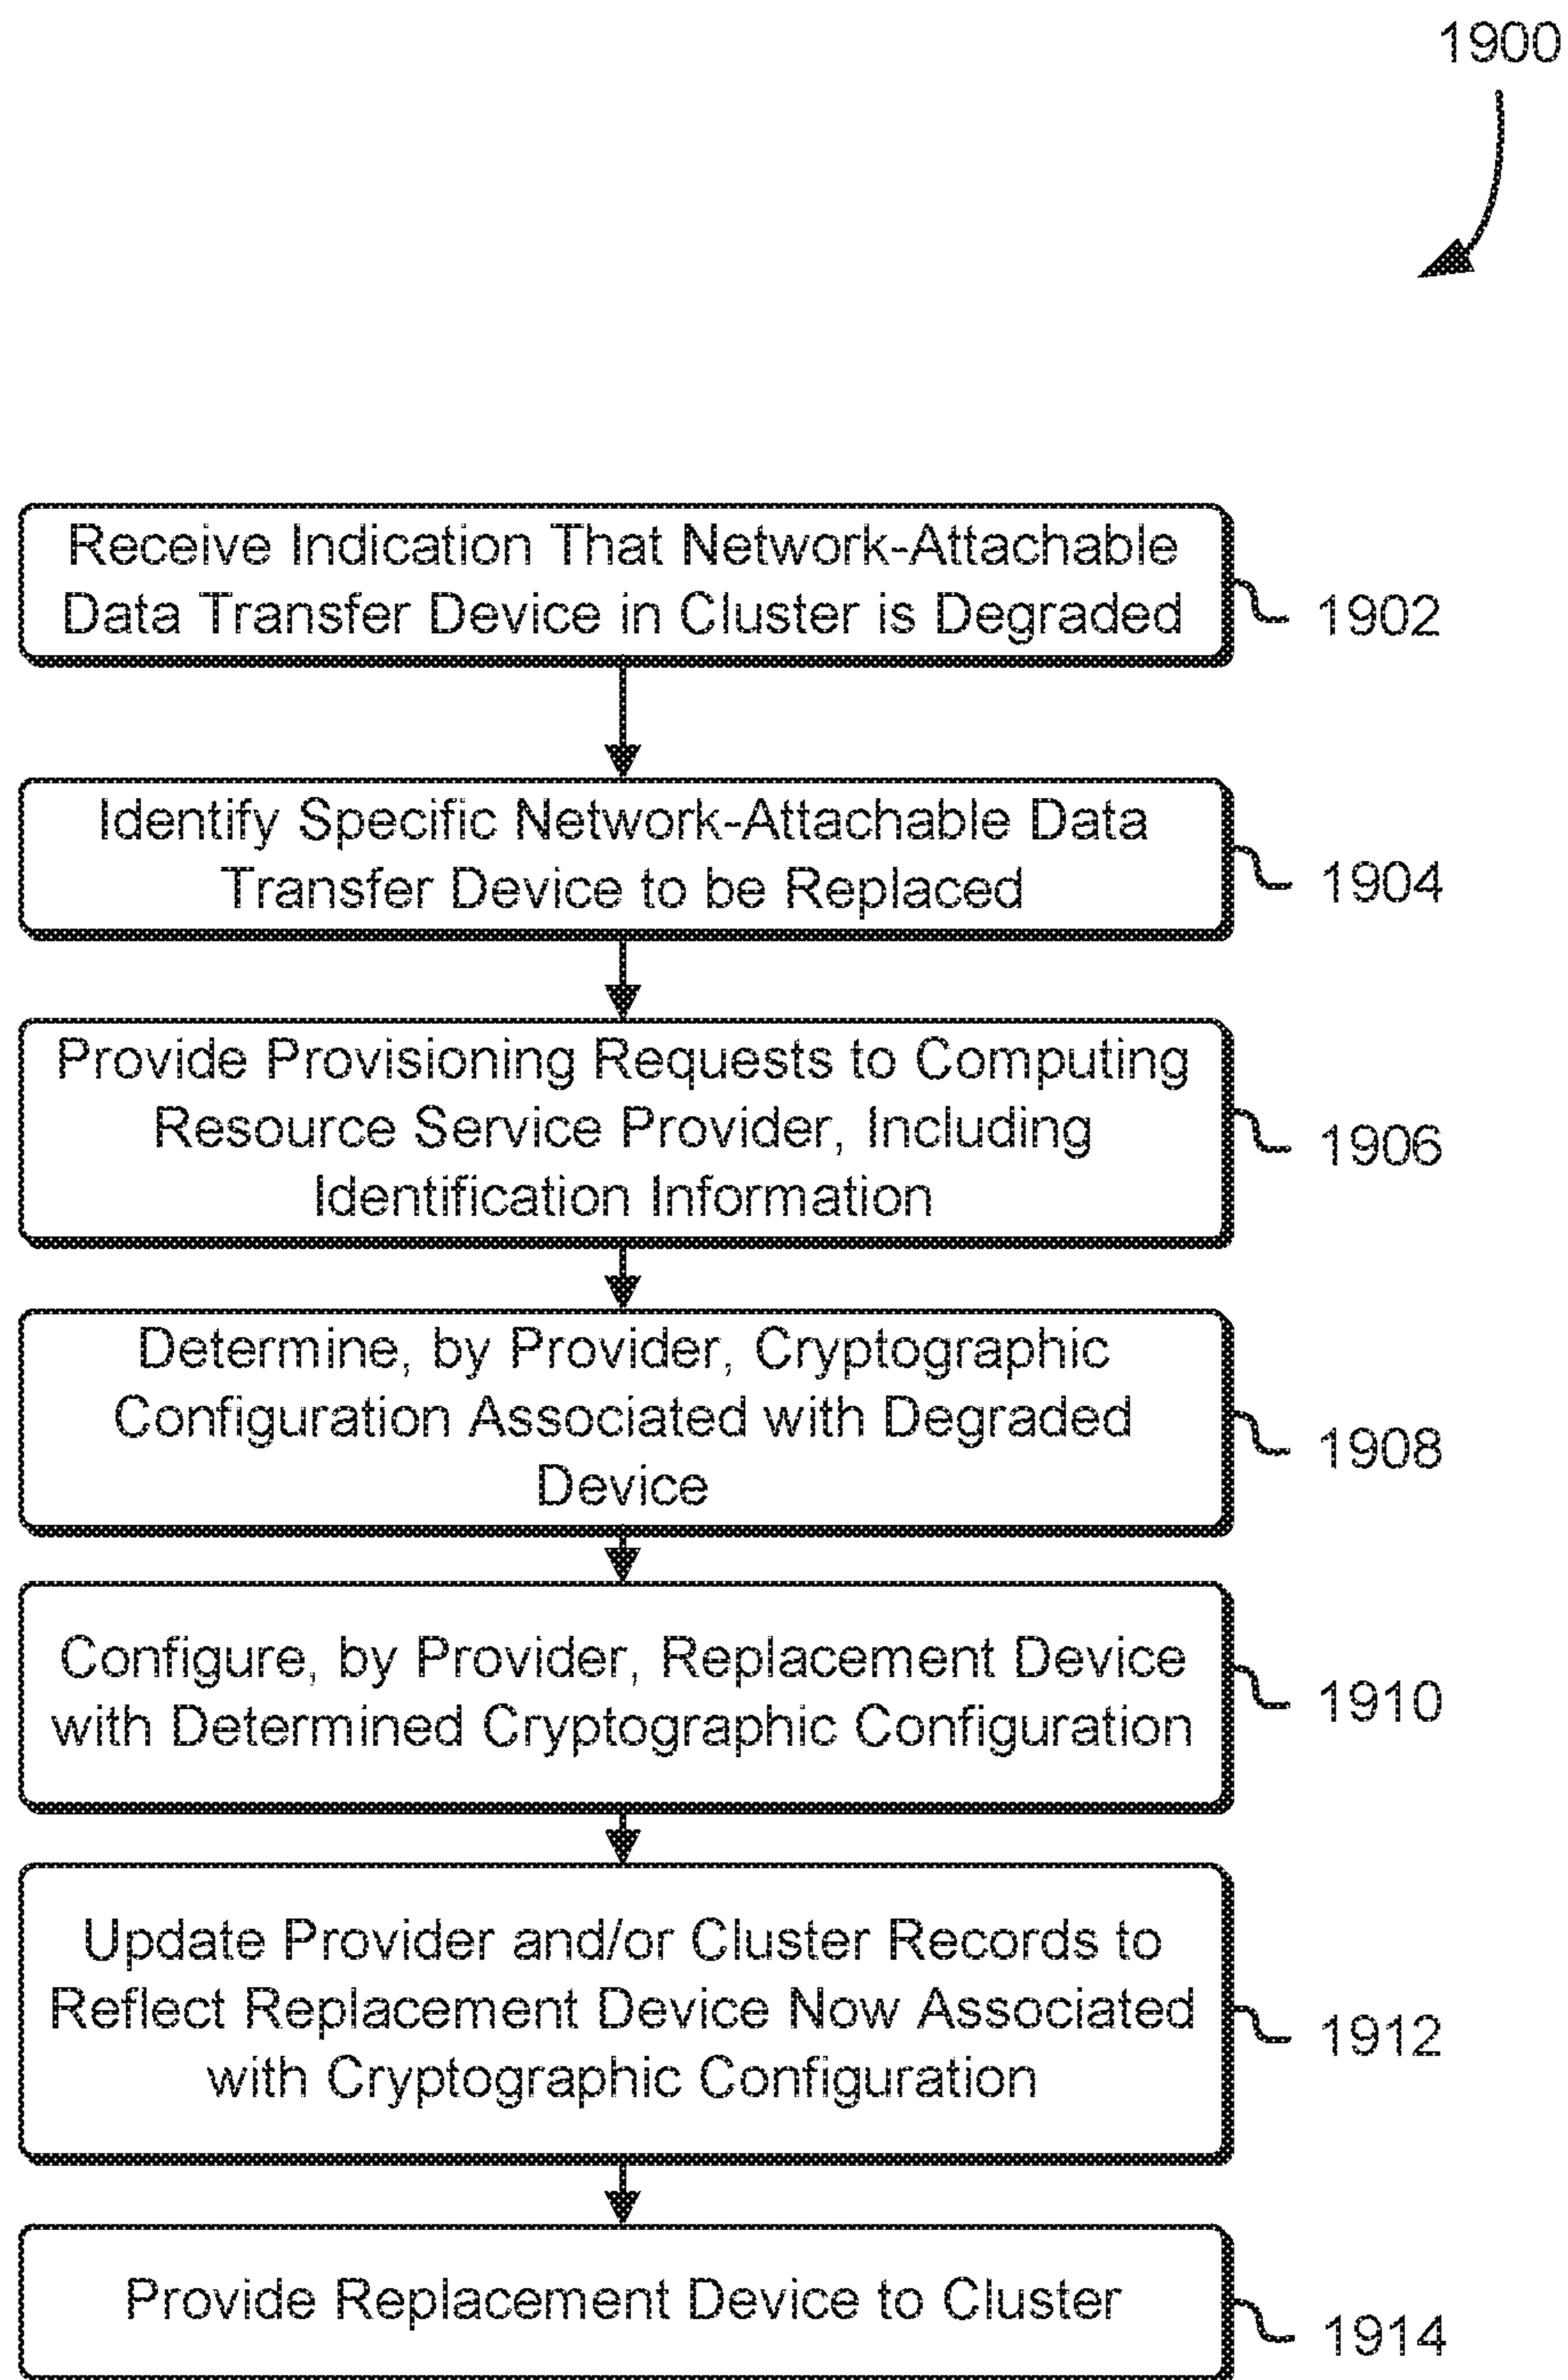 1900
Receive Indication That Network-Attachable
Data Transfer Device in Cluster is Degraded
1902
Identify Specific Network-Attachable Data
Transfer Device to be Replaced
1904
Provide Provisioning Requests to Computing
Resource Service Provider, Including
Identification Information
1906
Determine, by Provider, Cryptographic
Configuration Associated with Degraded
Device
1908
Configure, by Provider, Replacement Device
with Determined Cryptographic Configuration
1910
Update Provider and/or Cluster Records to
Reflect Replacement Device Now Associated
with Cryptographic Configuration
1912
Provide Replacement Device to Cluster
1914